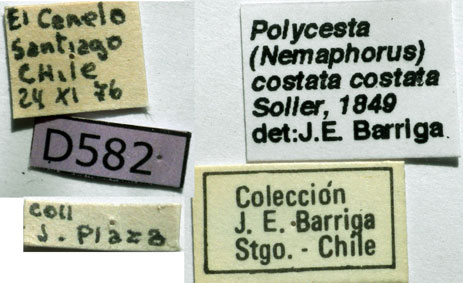 El Canelo
Santiago
CHile
24 XI 76
D582
coll
J. Plaza
Polycesta
(Nemaphorus)
costata costata
Soller, 1849
det:J.E. Barriga
Colección
J. E. Barriga
Stgo. - Chile